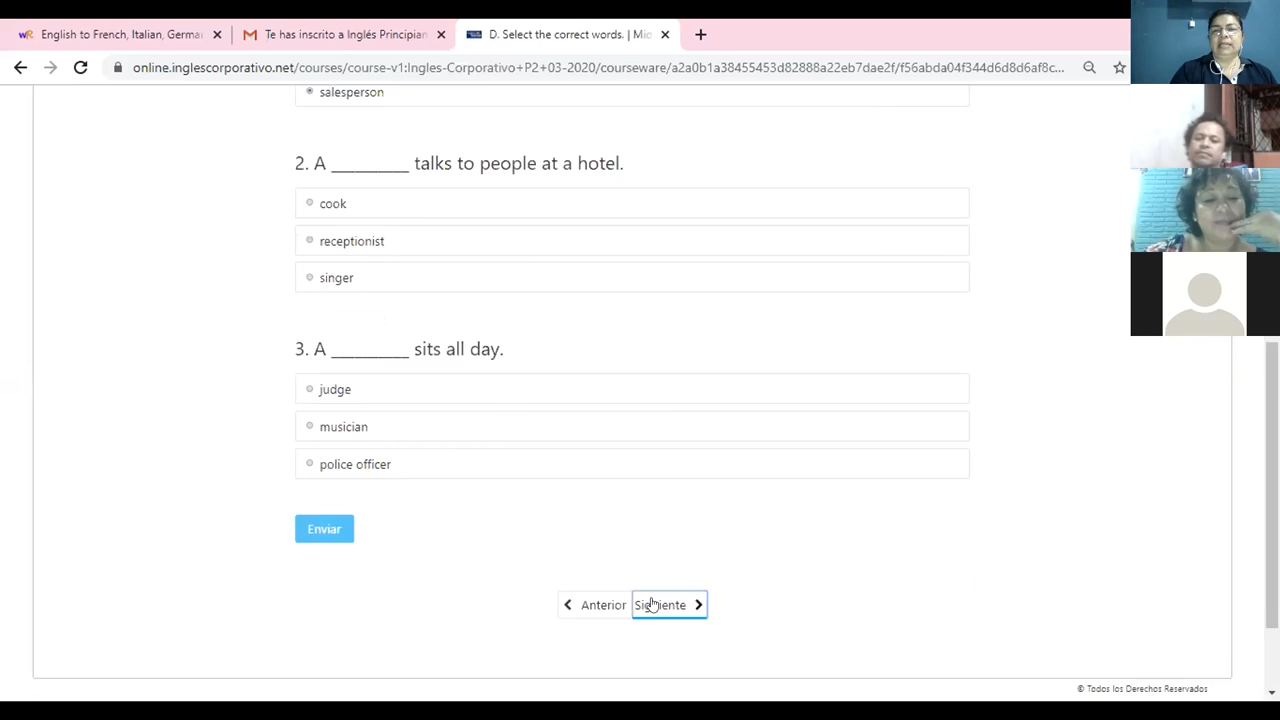 English to French, Italian, Germa
Te has inscrito a Inglés Principian
D. Select the correct words. | Mic
online.inglescorporativo.net/courses/course-v1:Ingles-Corporativo+P2+03-2020/courseware/a2a0b1a38455453d82888a22eb7dae2f/f56abda04f344d6d8d6af8c...
salesperson
2. A _________ talks to people at a hotel.
cook
receptionist
singer
3. A _________ sits all day.
judge
musician
police officer
Enviar
Anterior
Siguiente
© Todos los Derechos Reservados